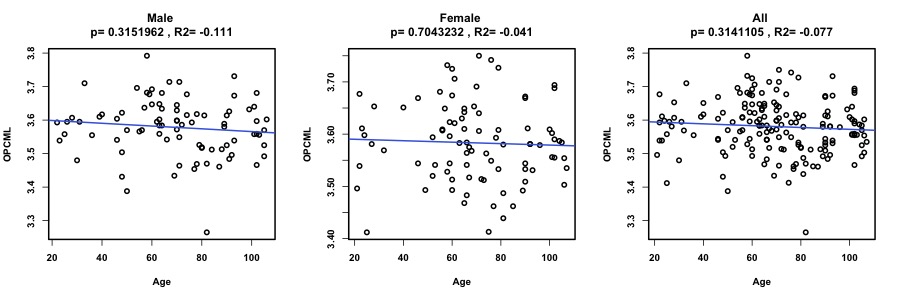 Male
p= 0.3151962 , R2= -0.111
OPCML
3.8
3.7
3.6
3.5
3.4
3.3
20 40 60 80 100
Age
Female
p= 0.7043232 , R2= -0.041
OPCML
3.70
3.60
3.50
3.40
20 40 60 80 100
Age
All
p= 0.3141105 , R2= -0.077
OPCML
3.8
3.7
3.6
3.5
3.4
3.3
20 40 60 80 100
Age